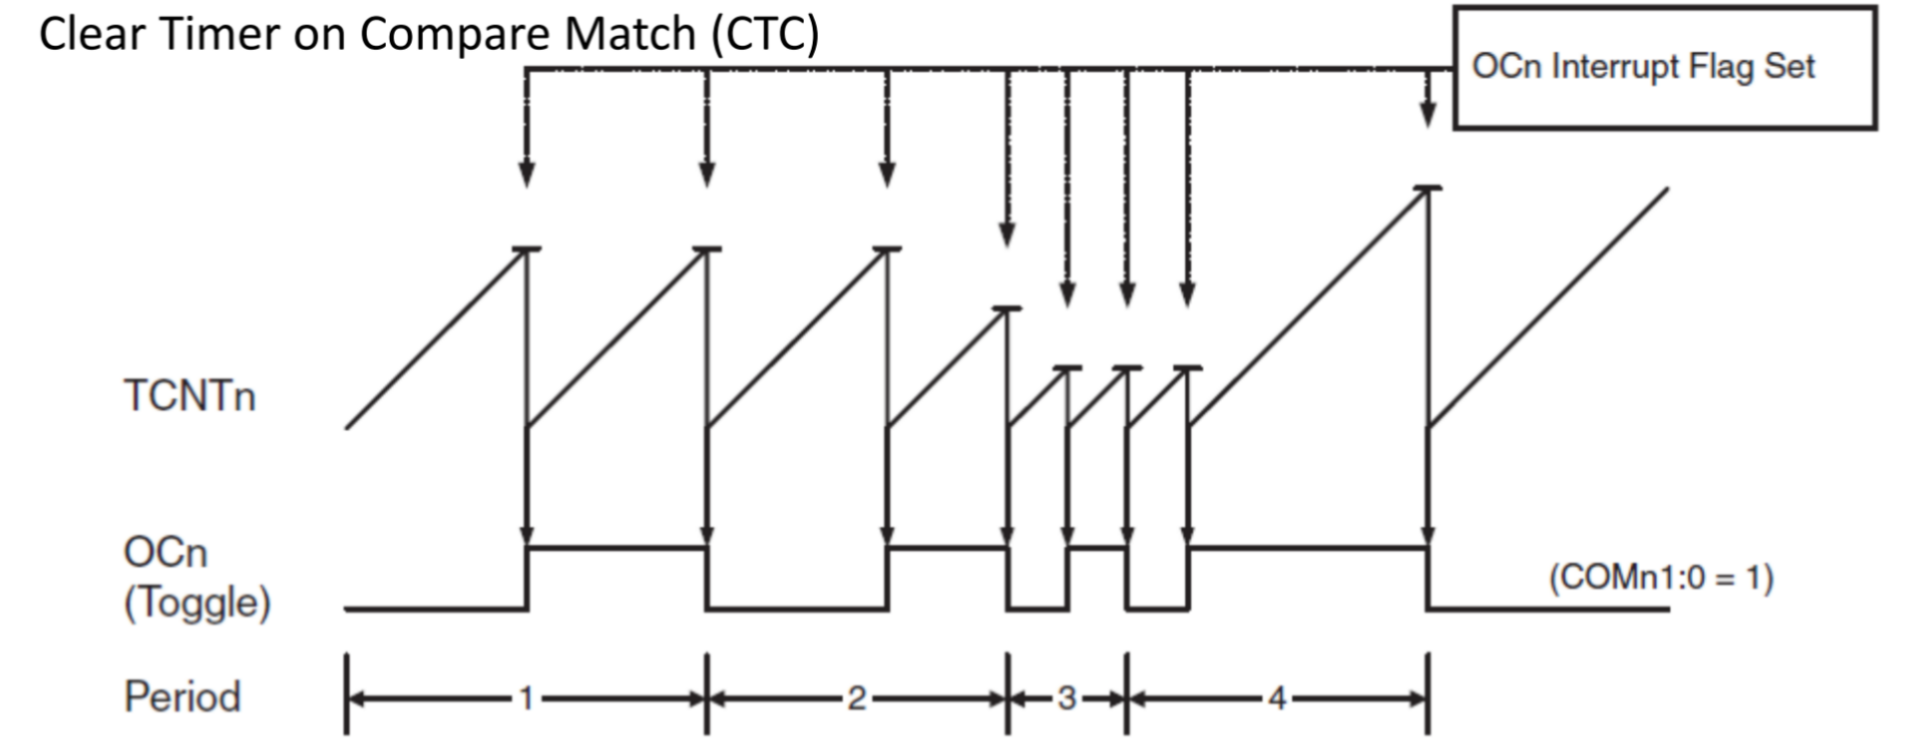 Clear Timer on Compare Match (CTC)
OCn Interrupt Flag Set
TCNTn
OCn
(Toggle)
(COMn1:0 = 1)
Period
1
2
3
4